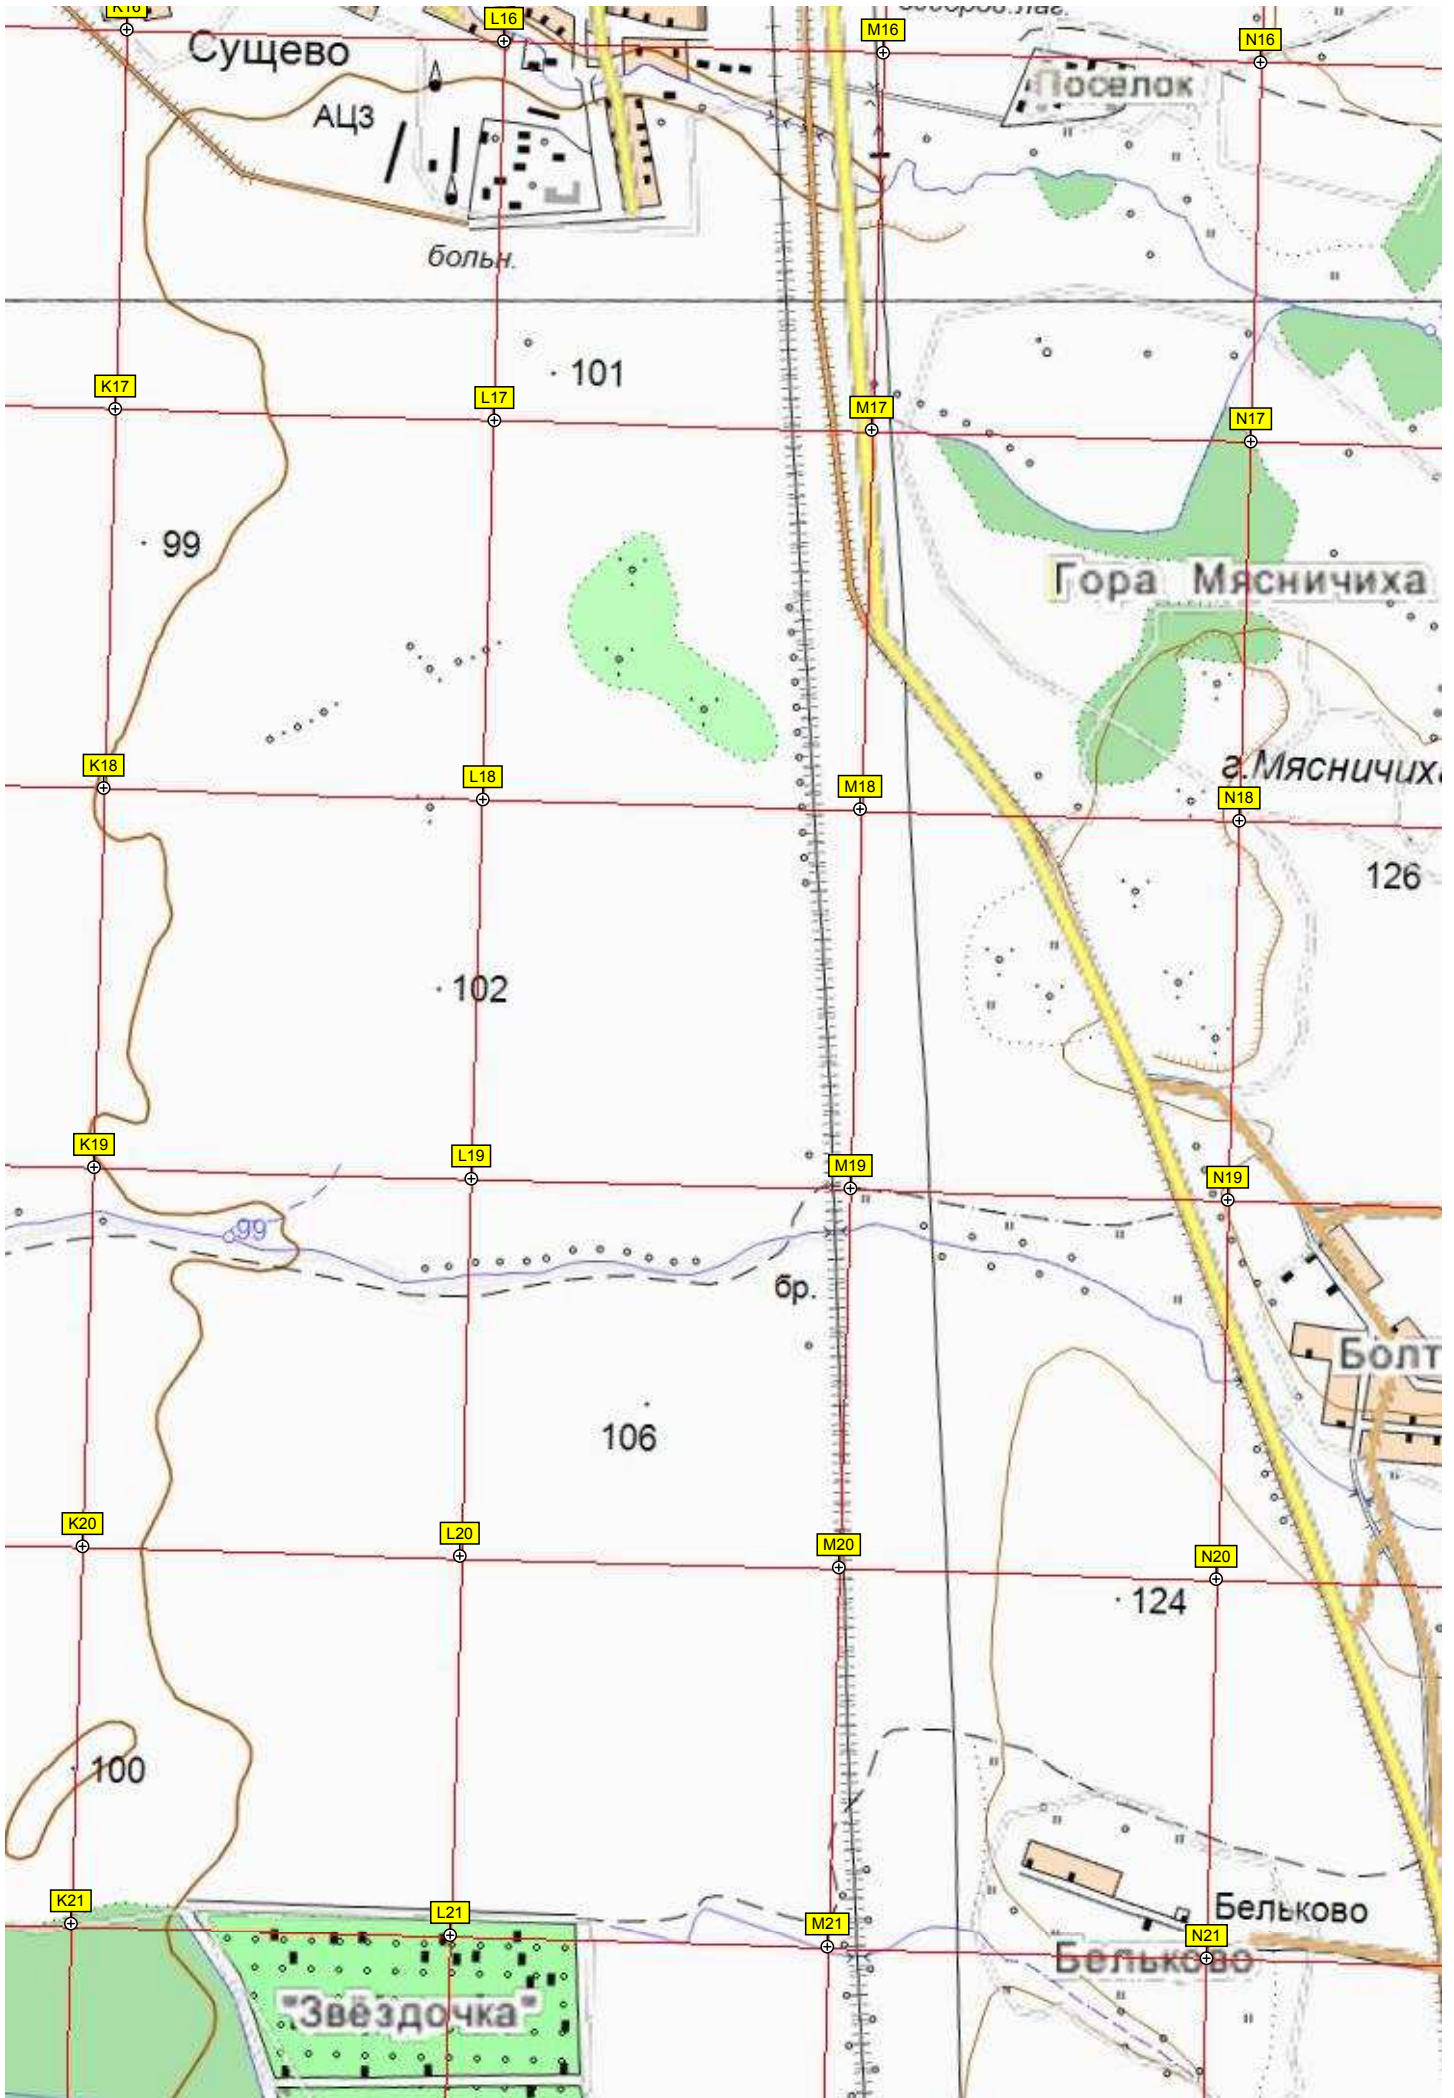 K16
L16
M16
N16
Сущево
Поселок
АЦЗ
больн.
101
K17
L17
M17
N17
99
Гора Мясничиха
K18
L18
M18
N18
г.Мясничиха
126
102
K19
L19
M19
N19
99
бр.
Болт
106
K20
L20
M20
N20
124
100
K21
L21
M21
N21
Бельково
Бельково
"Звёздочка"